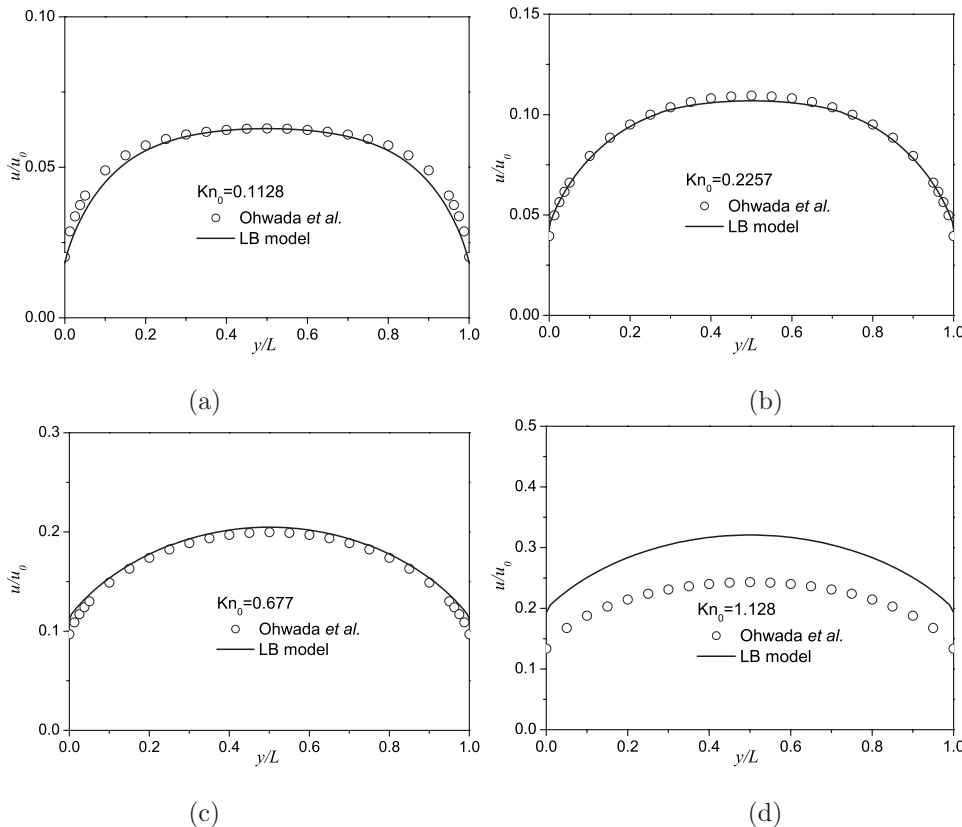 0.10
0.05
0.00
u/u₀
Kn₀=0.1128
Ohwada et al.
LB model
0.0 0.2 0.4 0.6 0.8 1.0
y/L
(a)
0.15
0.10
0.05
0.00
u/u₀
Kn₀=0.2257
Ohwada et al.
LB model
0.0 0.2 0.4 0.6 0.8 1.0
y/L
(b)
0.3
0.2
0.1
0.0
u/u₀
Kn₀=0.677
Ohwada et al.
LB model
0.0 0.2 0.4 0.6 0.8 1.0
y/L
(c)
0.5
0.4
0.3
0.2
0.1
0.0
u/u₀
Kn₀=1.128
Ohwada et al.
LB model
0.0 0.2 0.4 0.6 0.8 1.0
y/L
(d)